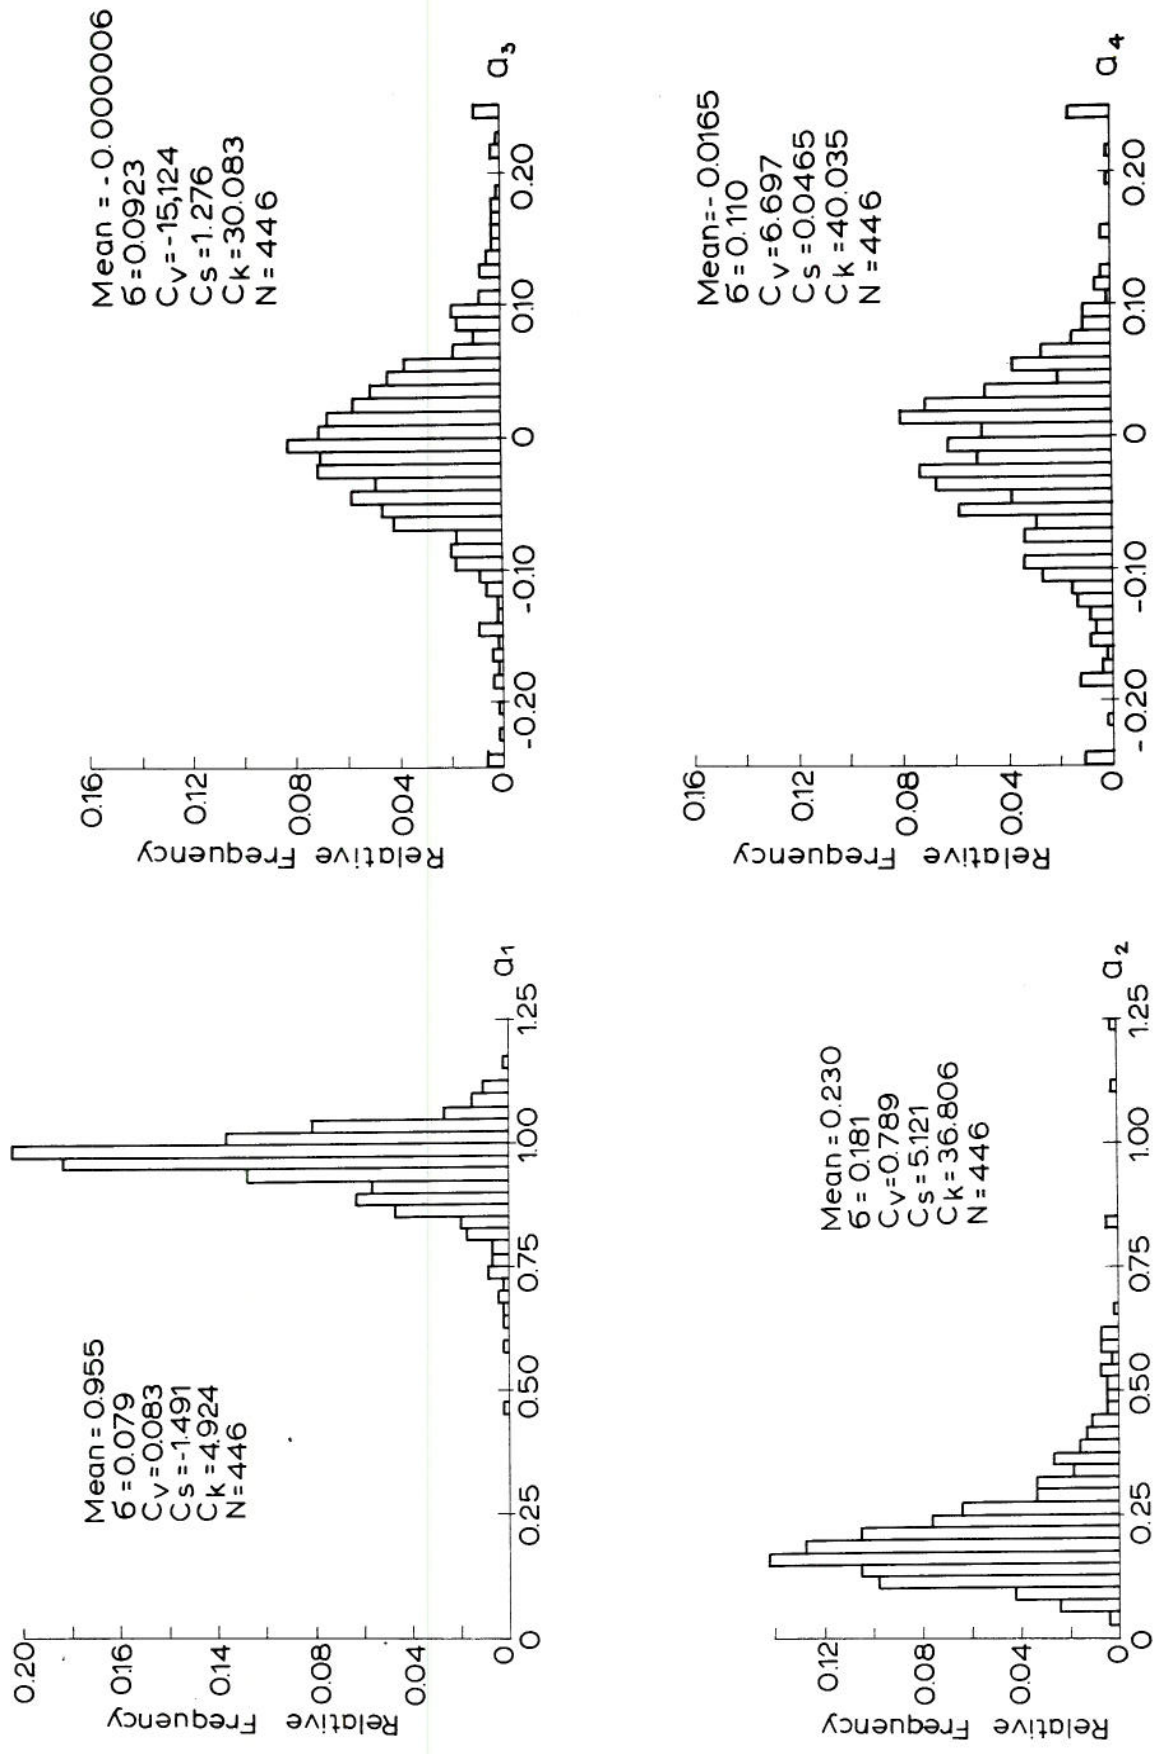 Relative Frequency
0.20
0.16
0.14
0.08
0.04
0
Mean = 0.955
б = 0.079
Cv = 0.083
Cs = -1.491
Ck = 4.924
N = 446
0 0.25 0.50 0.75 1.00 1.25 a1
Relative Frequency
0.16
0.12
0.08
0.04
0
Mean = -0.000006
б = 0.0923
Cv = -15,124
Cs = 1.276
Ck = 30.083
N = 446
-0.20 -0.10 0 0.10 0.20 a3
Relative Frequency
0.12
0.08
0.04
0
Mean = 0.230
б = 0.181
Cv = 0.789
Cs = 5.121
Ck = 36.806
N = 446
0 0.25 0.50 0.75 1.00 1.25 a2
Relative Frequency
0.16
0.12
0.08
0.04
0
Mean = -0.0165
б = 0.110
Cv = 6.697
Cs = 0.0465
Ck = 40.035
N = 446
-0.20 -0.10 0 0.10 0.20 a4